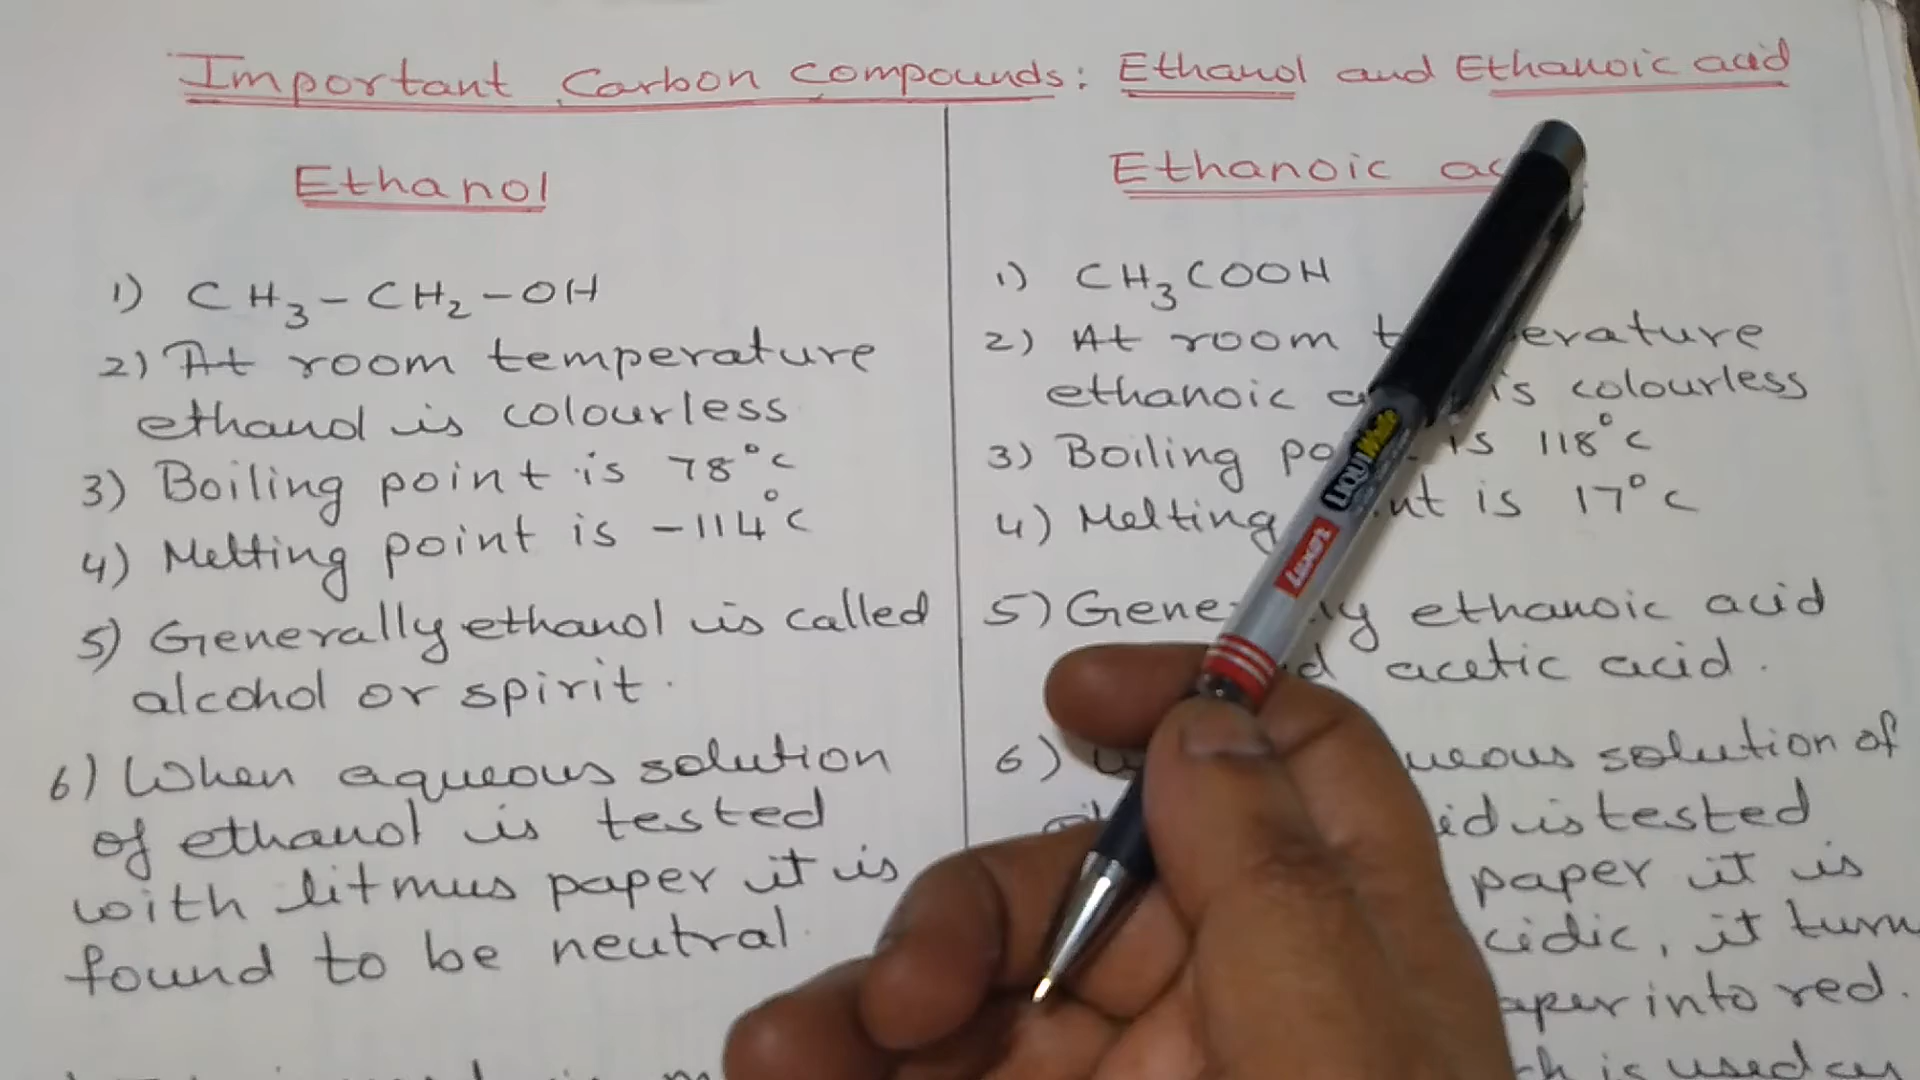 Important Carbon Compounds: Ethanol and Ethanoic acid
Ethanol
1) CH3-CH2-OH
2) At room temperature
ethanol is colourless
3) Boiling point is 78°C
4) Melting point is -114°C
5) Generally ethanol is called
alcohol or spirit.
6) When aqueous solution
of ethanol is tested
with litmus paper it is
found to be neutral.
Ethanoic
1) CH3COOH
2) At room
ethanoic is colourless
3) Boiling is 118°C
4) Melting is 17°C
5) ethanoic acid
acetic acid.
6) solution of
is tested
paper it is
it turn
into red.
is used as
LIQUIWrite
Luxor